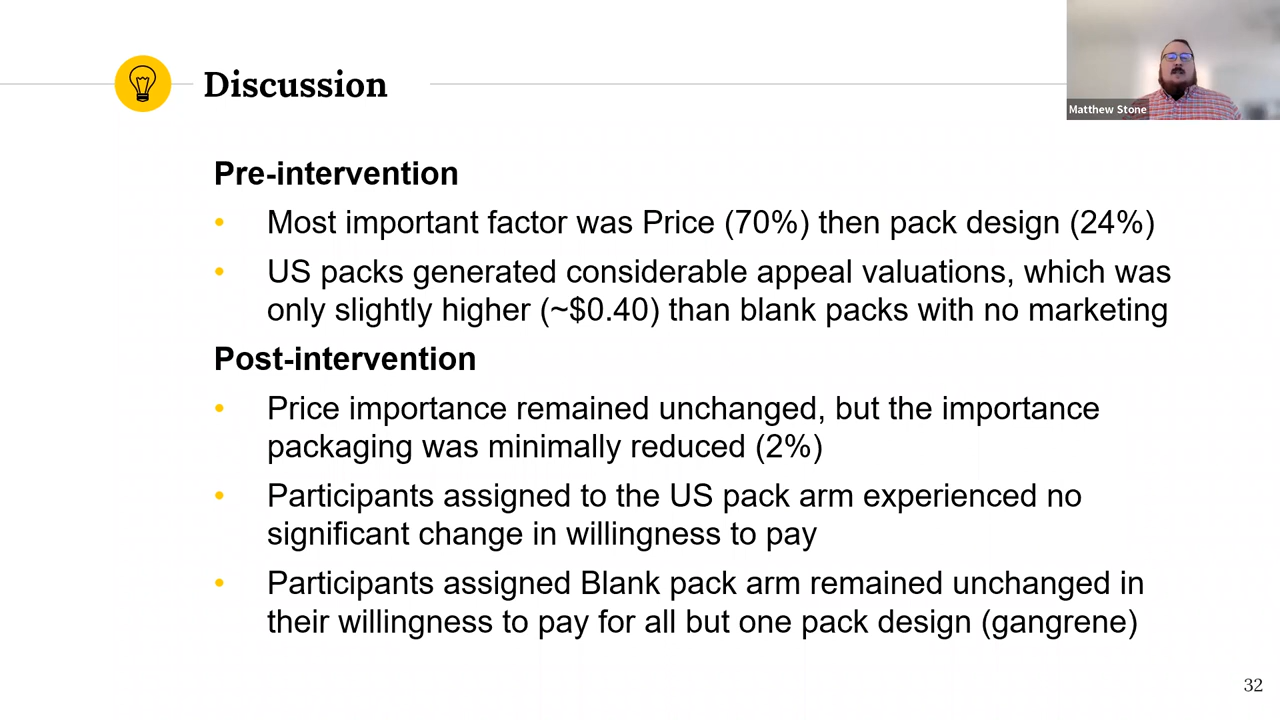 Discussion
Matthew Stone
Pre-intervention
• Most important factor was Price (70%) then pack design (24%)
• US packs generated considerable appeal valuations, which was
only slightly higher (~$0.40) than blank packs with no marketing
Post-intervention
• Price importance remained unchanged, but the importance
packaging was minimally reduced (2%)
• Participants assigned to the US pack arm experienced no
significant change in willingness to pay
• Participants assigned Blank pack arm remained unchanged in
their willingness to pay for all but one pack design (gangrene)
32